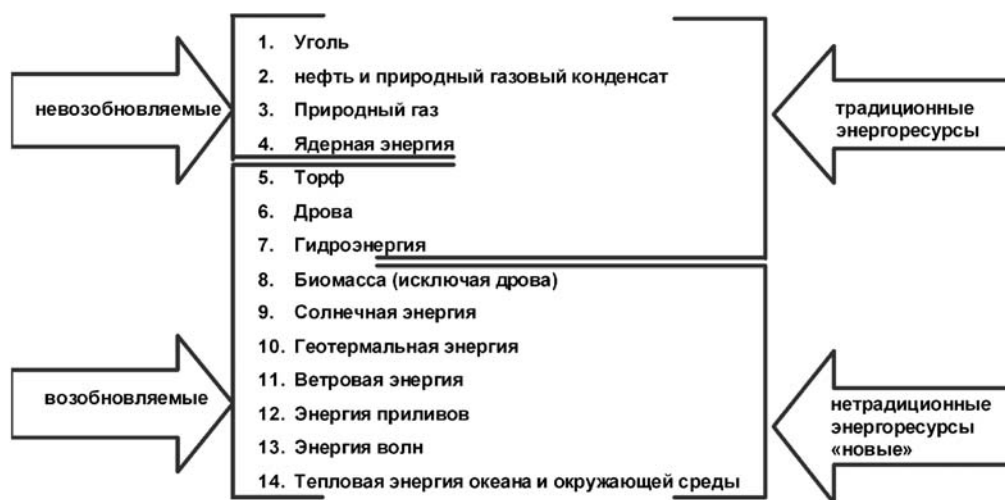 1. Уголь
2. нефть и природный газовый конденсат
невозобновляемые
3. Природный газ
традиционные
энергоресурсы
4. Ядерная энергия
5. Торф
6. Дрова
7. Гидроэнергия
8. Биомасса (исключая дрова)
9. Солнечная энергия
10. Геотермальная энергия
11. Ветровая энергия
возобновляемые
12. Энергия приливов
13. Энергия волн
14. Тепловая энергия океана и окружающей среды
нетрадиционные
энергоресурсы
«новые»